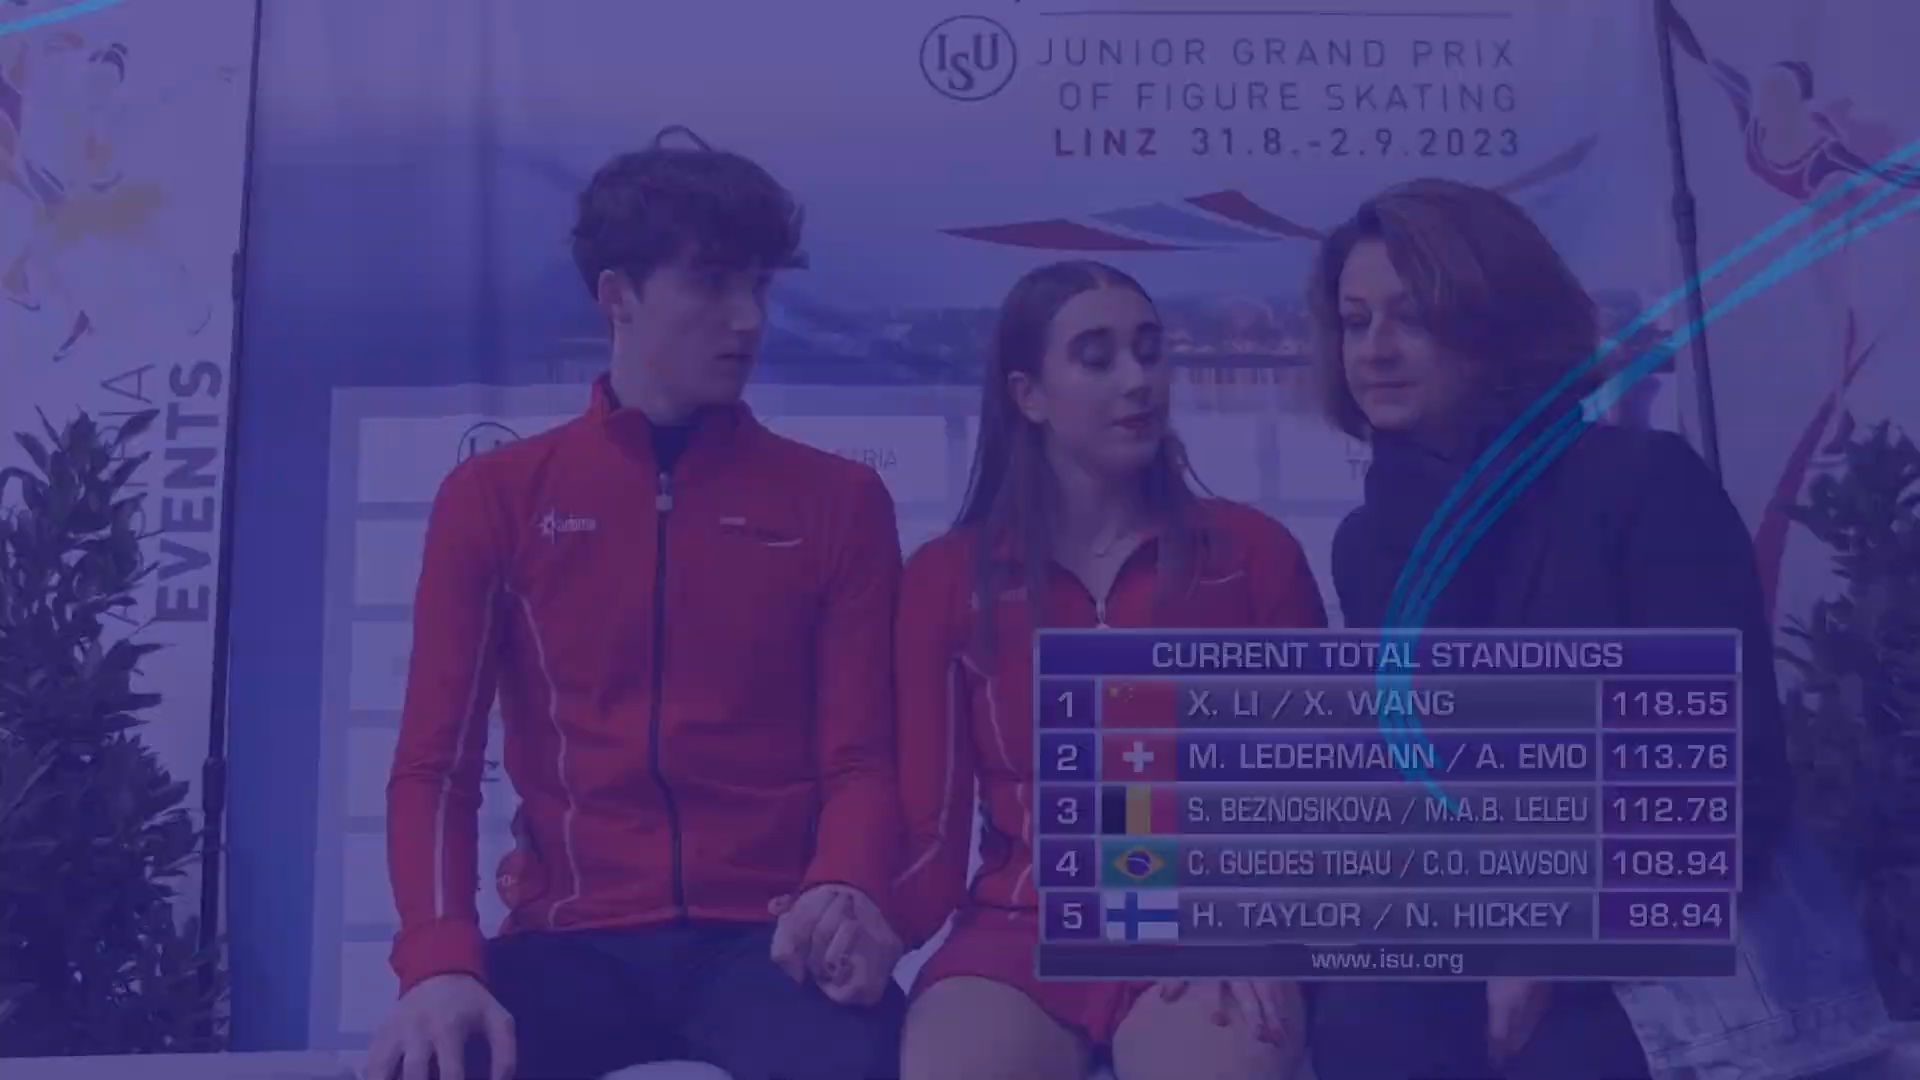 ISU
JUNIOR GRAND PRIX
OF FIGURE SKATING
LINZ 31.8.-2.9.2023
EVENTS
CURRENT TOTAL STANDINGS
1 X. LI / X. WANG 118.55
2 M. LEDERMANN / A. EMO 113.76
3 S. BEZNOSIKOVA / M.A.B. LELEU 112.78
4 C. GUEDES TIBAU / C.O. DAWSON 108.94
5 H. TAYLOR / N. HICKEY 98.94
www.isu.org